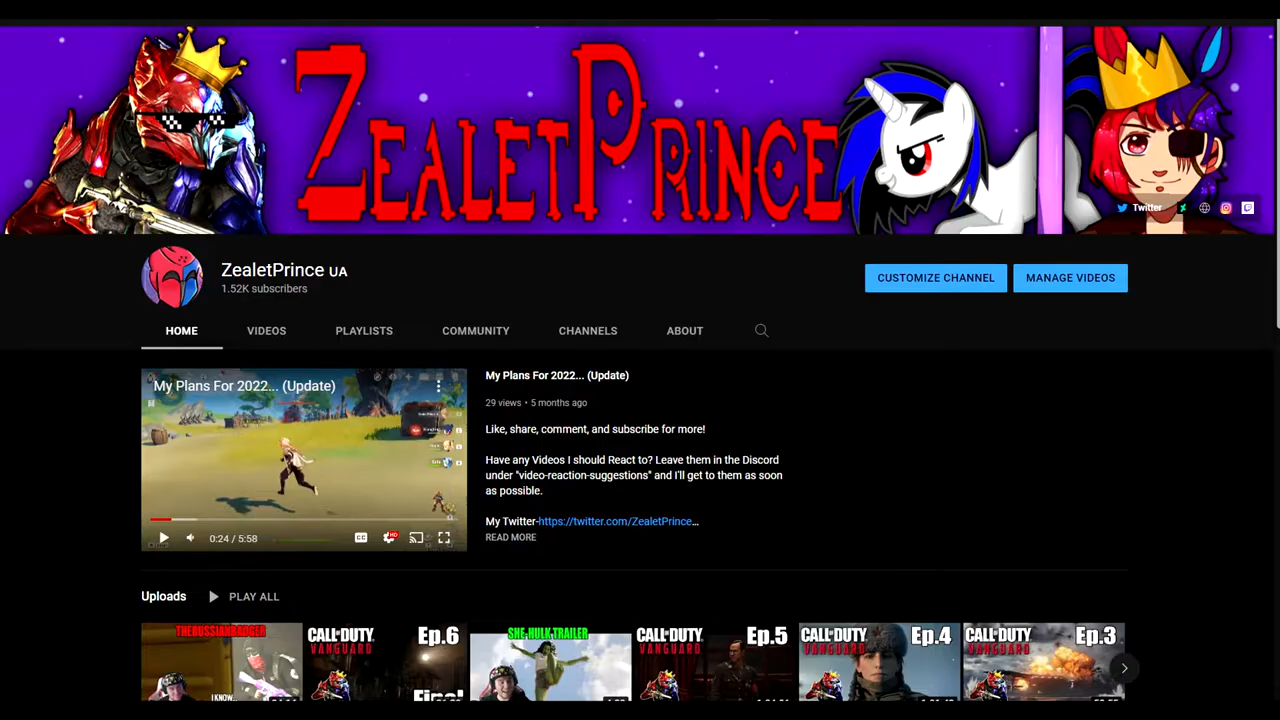 ZEALETPRINCE
Twitter
ZealetPrince UA
1.52K subscribers
CUSTOMIZE CHANNEL
MANAGE VIDEOS
HOME
VIDEOS
PLAYLISTS
COMMUNITY
CHANNELS
ABOUT
My Plans For 2022... (Update)
CC
HD
0:24 / 5:58
My Plans For 2022... (Update)
29 views • 5 months ago
Like, share, comment, and subscribe for more!
Have any Videos I should React to? Leave them in the Discord
under "video-reaction-suggestions" and I'll get to them as soon
as possible.
My Twitter-https://twitter.com/ZealetPrince...
READ MORE
Uploads
PLAY ALL
THERUSSIANBADGER
I KNOW...
CALL OF DUTY
VANGUARD
Ep.6
Final
SHE-HULK TRAILER
CALL OF DUTY
VANGUARD
Ep.5
CALL OF DUTY
VANGUARD
Ep.4
CALL OF DUTY
VANGUARD
Ep.3